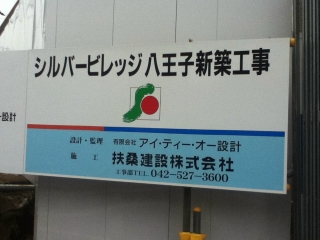 シルバービレッジ八王子新築工事
設計・監理 有限会社 アイ・ティー・オー設計
施工 扶桑建設株式会社
工事部TEL. 042-527-3600
設計